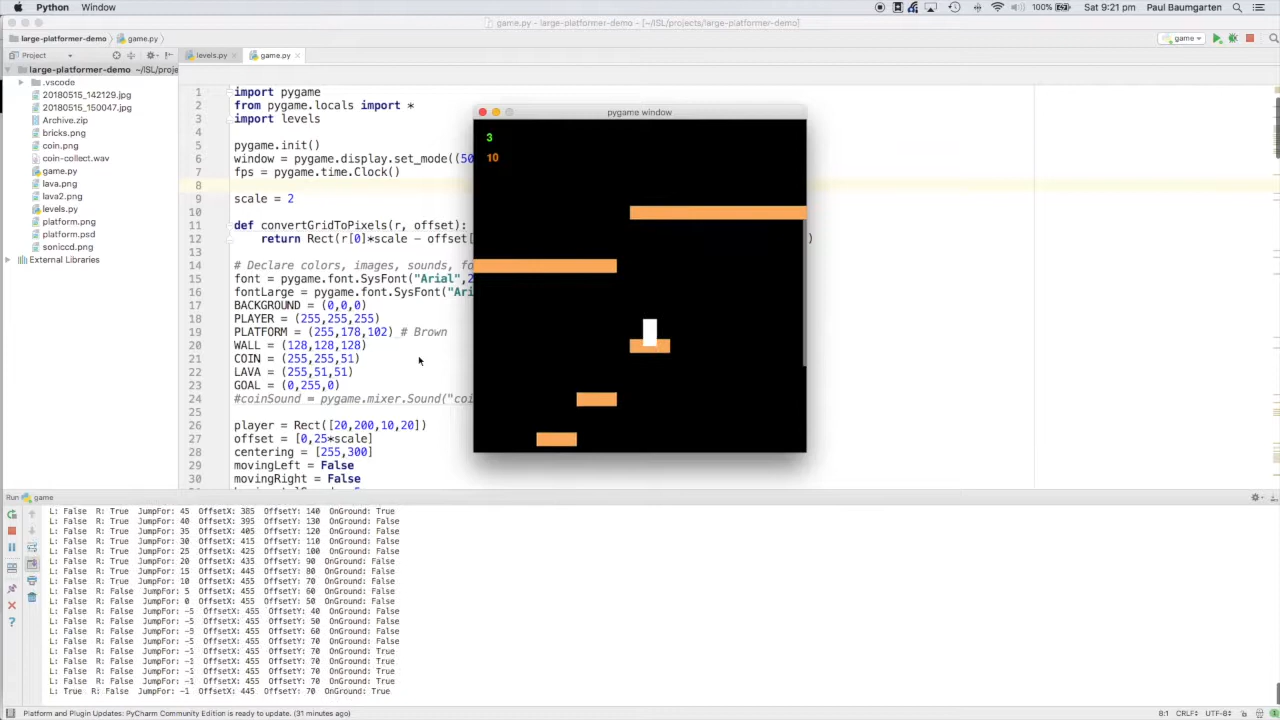 Python Window 100% Sat 9:21 pm Paul Baumgarten
game.py - large-platformer-demo - [~/ISL/projects/large-platformer-demo]
large-platformer-demo game.py game
Project levels.py game.py
large-platformer-demo ~/ISL/proje
.vscode
20180515_142129.jpg
20180515_150047.jpg
Archive.zip
bricks.png
coin.png
coin-collect.wav
game.py
lava.png
lava2.png
levels.py
platform.png
platform.psd
soniccd.png
External Libraries
1 import pygame
2 from pygame.locals import *
3 import levels
4
5 pygame.init()
6 window = pygame.display.set_mode((50
7 fps = pygame.time.Clock()
8
9 scale = 2
10
11 def convertGridToPixels(r, offset):
12 return Rect(r[0]*scale - offset[ )
13
14 # Declare colors, images, sounds, fo
15 font = pygame.font.SysFont("Arial",2
16 fontLarge = pygame.font.SysFont("Ari
17 BACKGROUND = (0,0,0)
18 PLAYER = (255,255,255)
19 PLATFORM = (255,178,102) # Brown
20 WALL = (128,128,128)
21 COIN = (255,255,51)
22 LAVA = (255,51,51)
23 GOAL = (0,255,0)
24 #coinSound = pygame.mixer.Sound("coi
25
26 player = Rect([20,200,10,20])
27 offset = [0,25*scale]
28 centering = [255,300]
29 movingLeft = False
30 movingRight = False
pygame window
3
10
Run game
L: False R: True JumpFor: 45 OffsetX: 385 OffsetY: 140 OnGround: True
L: False R: True JumpFor: 40 OffsetX: 395 OffsetY: 130 OnGround: False
L: False R: True JumpFor: 35 OffsetX: 405 OffsetY: 120 OnGround: False
L: False R: True JumpFor: 30 OffsetX: 415 OffsetY: 110 OnGround: False
L: False R: True JumpFor: 25 OffsetX: 425 OffsetY: 100 OnGround: False
L: False R: True JumpFor: 20 OffsetX: 435 OffsetY: 90 OnGround: False
L: False R: True JumpFor: 15 OffsetX: 445 OffsetY: 80 OnGround: False
L: False R: True JumpFor: 10 OffsetX: 455 OffsetY: 70 OnGround: False
L: False R: False JumpFor: 5 OffsetX: 455 OffsetY: 60 OnGround: False
L: False R: False JumpFor: 0 OffsetX: 455 OffsetY: 50 OnGround: False
L: False R: False JumpFor: -5 OffsetX: 455 OffsetY: 40 OnGround: False
L: False R: False JumpFor: -5 OffsetX: 455 OffsetY: 50 OnGround: False
L: False R: False JumpFor: -5 OffsetX: 455 OffsetY: 60 OnGround: False
L: False R: False JumpFor: -5 OffsetX: 455 OffsetY: 70 OnGround: False
L: False R: False JumpFor: -1 OffsetX: 455 OffsetY: 70 OnGround: True
L: False R: False JumpFor: -1 OffsetX: 455 OffsetY: 70 OnGround: False
L: False R: False JumpFor: -1 OffsetX: 455 OffsetY: 70 OnGround: True
L: False R: False JumpFor: -1 OffsetX: 455 OffsetY: 70 OnGround: False
L: True R: False JumpFor: -1 OffsetX: 445 OffsetY: 70 OnGround: True
Platform and Plugin Updates: PyCharm Community Edition is ready to update. (31 minutes ago) 8:1 CRLF÷ UTF-8÷